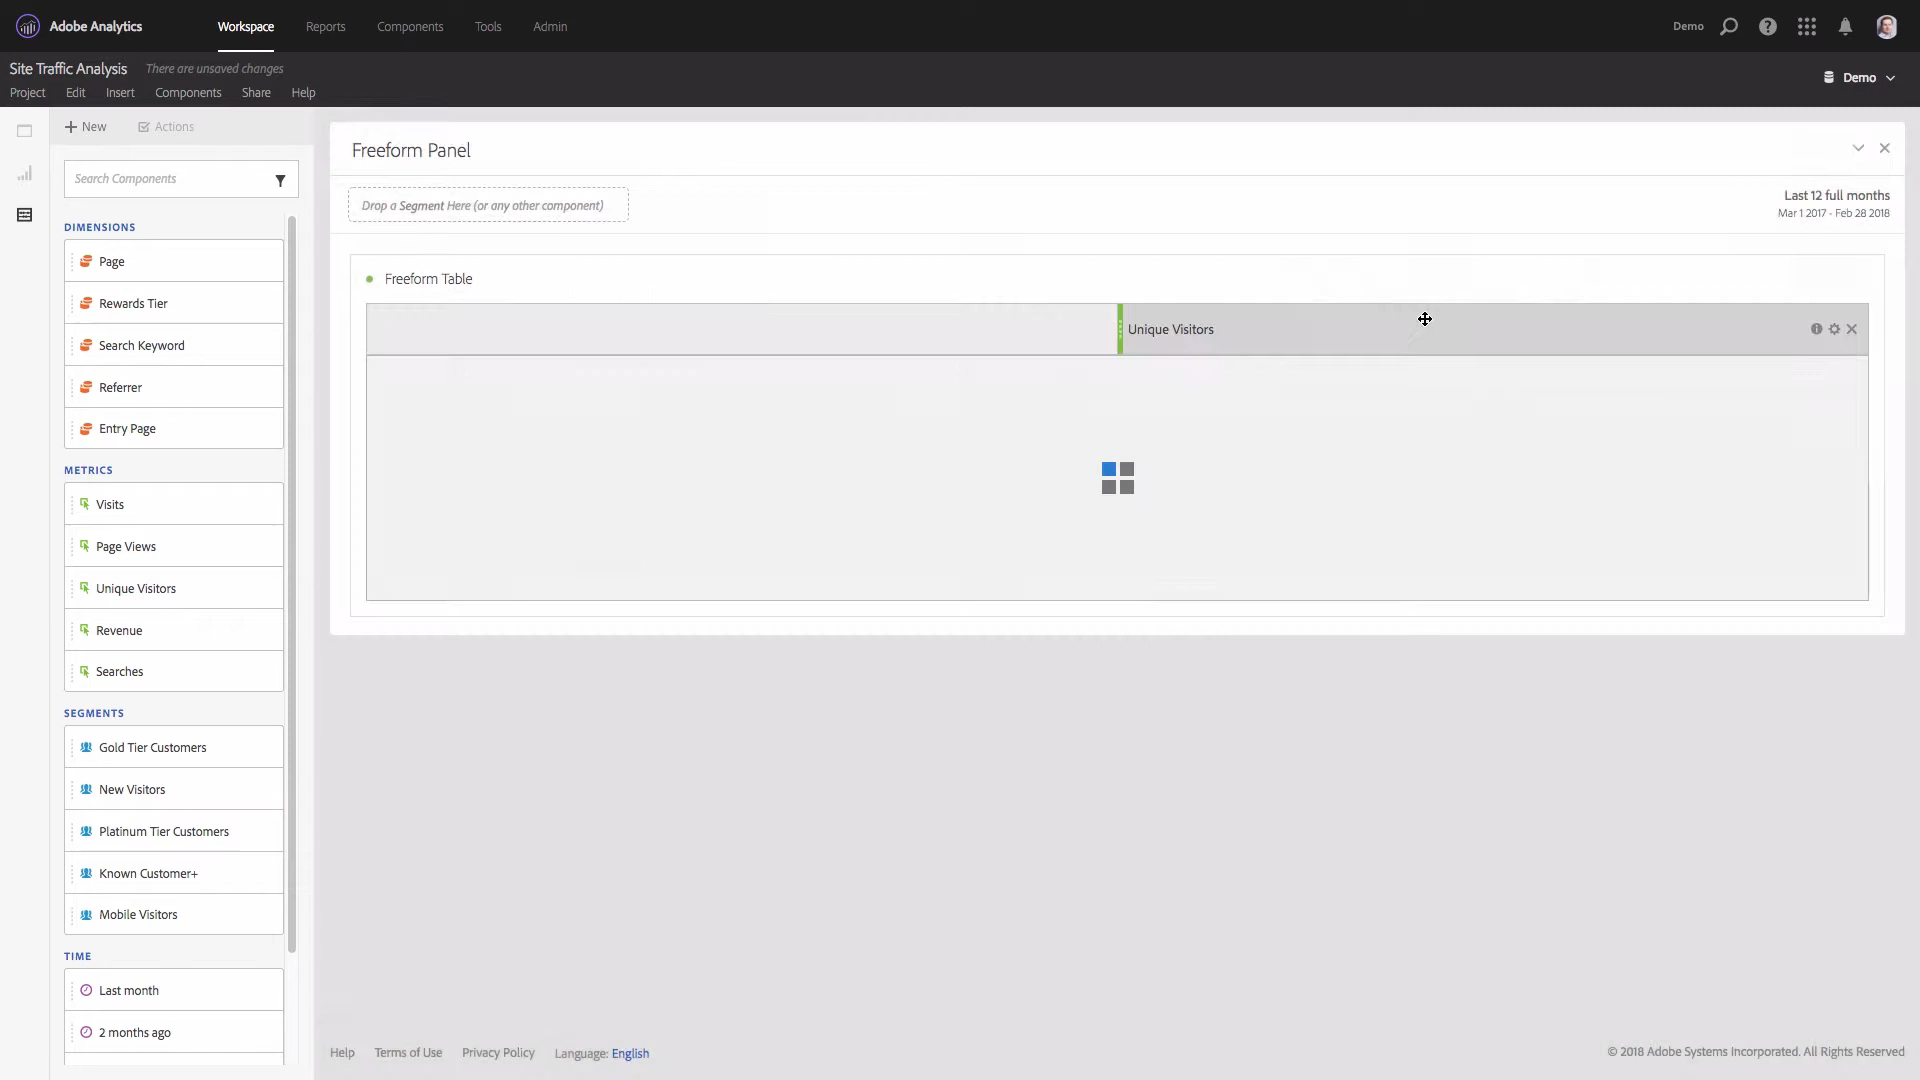 Adobe Analytics Workspace Reports Components Tools Admin Demo
Site Traffic Analysis There are unsaved changes
Demo
Project Edit Insert Components Share Help
New Actions
Search Components
DIMENSIONS
Page
Rewards Tier
Search Keyword
Referrer
Entry Page
METRICS
Visits
Page Views
Unique Visitors
Revenue
Searches
SEGMENTS
Gold Tier Customers
New Visitors
Platinum Tier Customers
Known Customer+
Mobile Visitors
TIME
Last month
2 months ago
Freeform Panel
Drop a Segment Here (or any other component)
Last 12 full months
Mar 1 2017 - Feb 28 2018
Freeform Table
Unique Visitors
Help Terms of Use Privacy Policy Language: English
© 2018 Adobe Systems Incorporated. All Rights Reserved